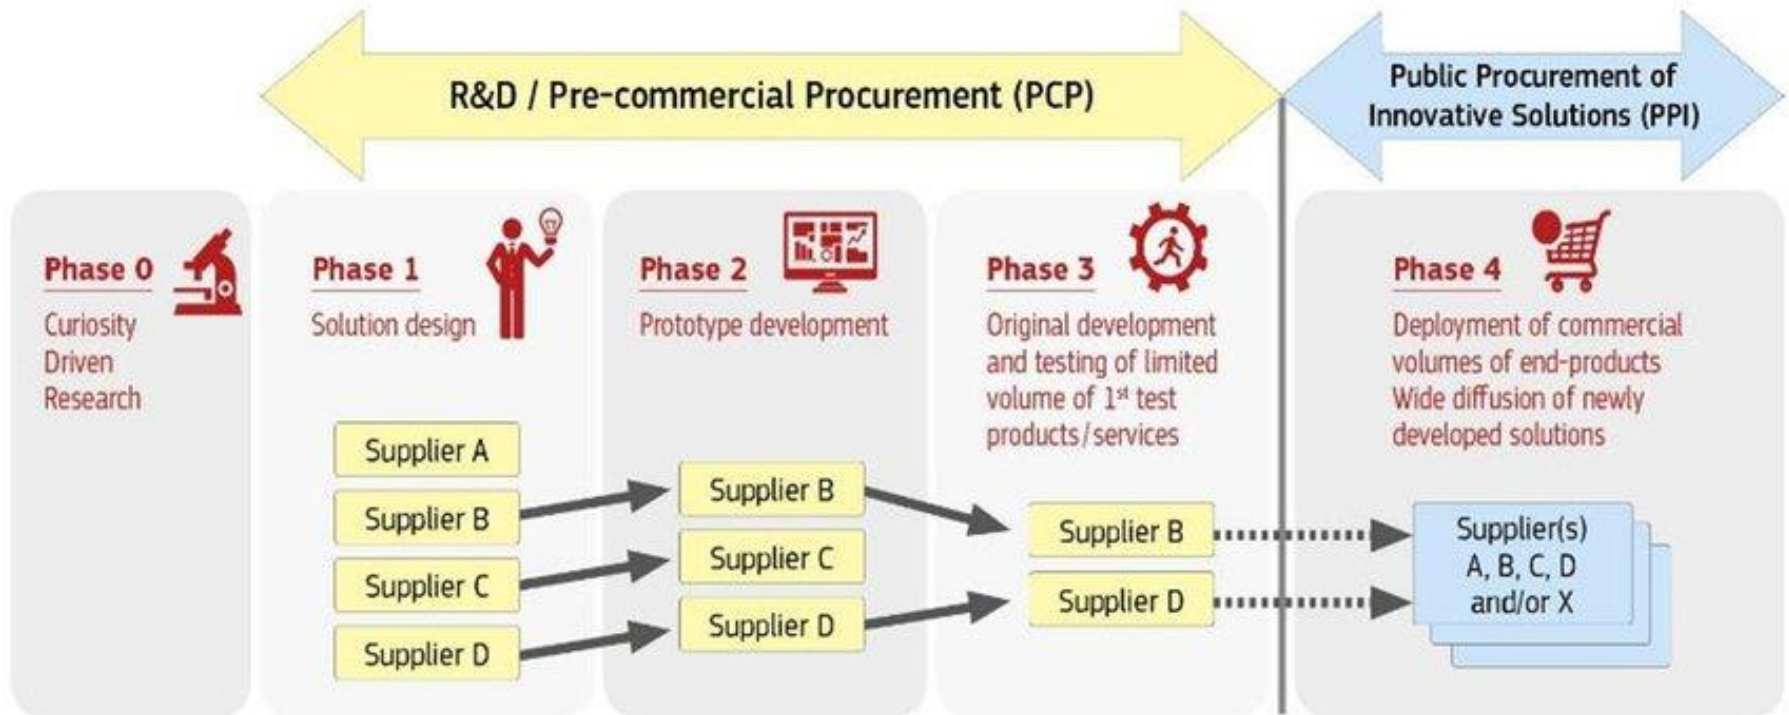 R&D / Pre-commercial Procurement (PCP)
Public Procurement of
Innovative Solutions (PPI)
Phase 0
Curiosity
Driven
Research
Phase 1
Solution design
Supplier A
Supplier B
Supplier C
Supplier D
Phase 2
Prototype development
Supplier B
Supplier C
Supplier D
Phase 3
Original development
and testing of limited
volume of 1st test
products/services
Supplier B
Supplier D
Phase 4
Deployment of commercial
volumes of end-products
Wide diffusion of newly
developed solutions
Supplier(s)
A, B, C, D
and/or X